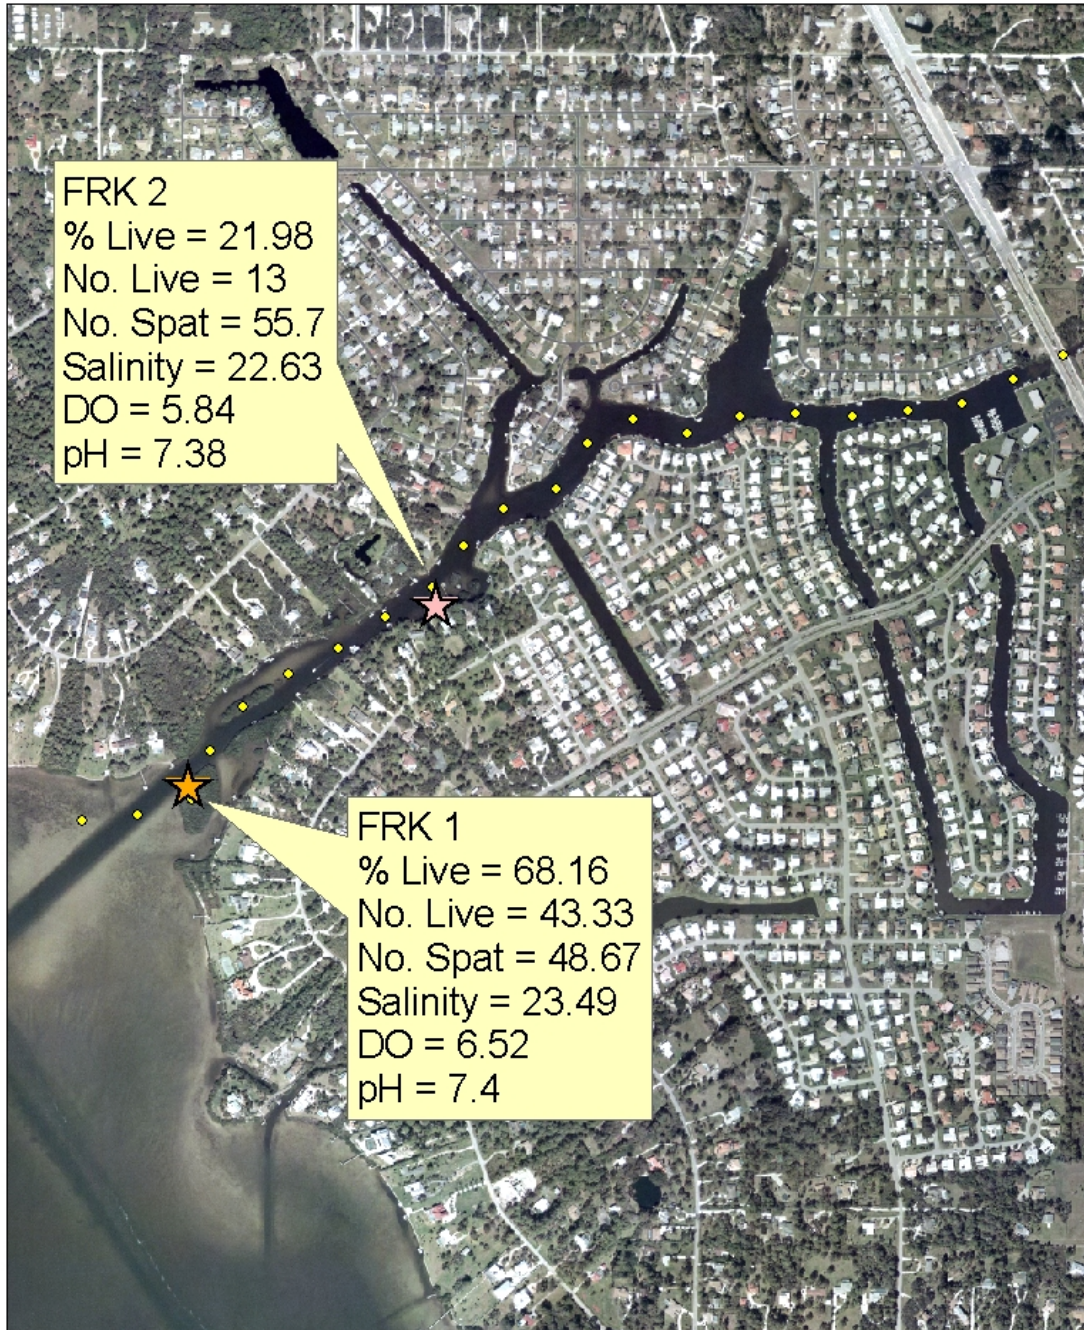 FRK 2
% Live = 21.98
No. Live = 13
No. Spat = 55.7
Salinity = 22.63
DO = 5.84
pH = 7.38
FRK 1
% Live = 68.16
No. Live = 43.33
No. Spat = 48.67
Salinity = 23.49
DO = 6.52
pH = 7.4